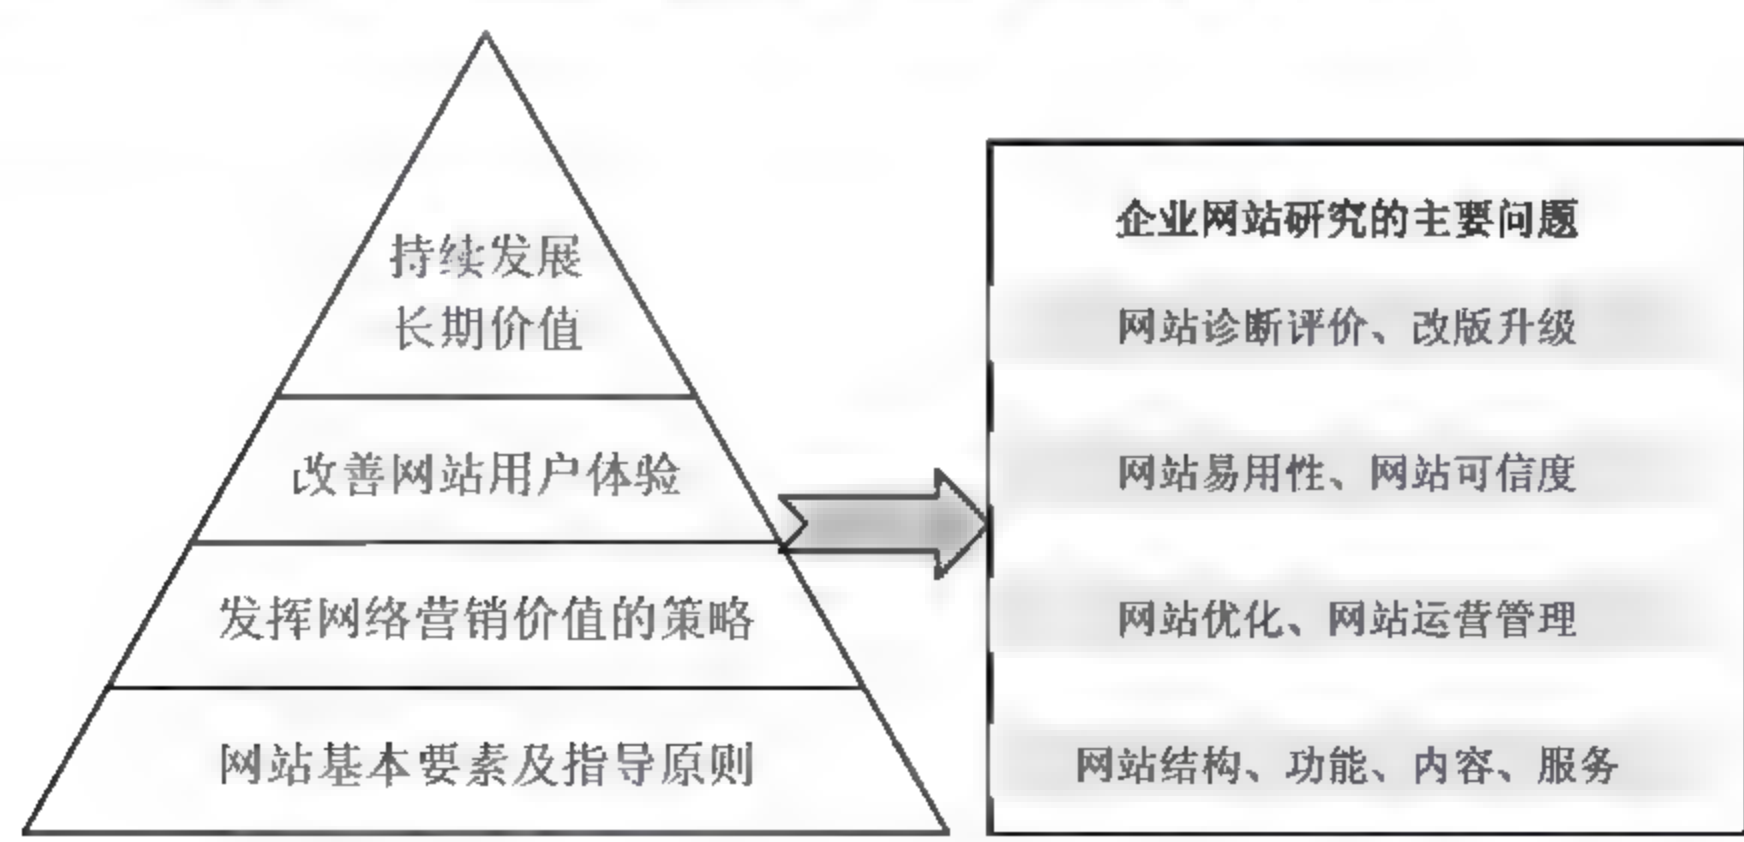 持续发展
长期价值
改善网站用户体验
发挥网络营销价值的策略
网站基本要素及指导原则
企业网站研究的主要问题
网站诊断评价、改版升级
网站易用性、网站可信度
网站优化、网站运营管理
网站结构、功能、内容、服务